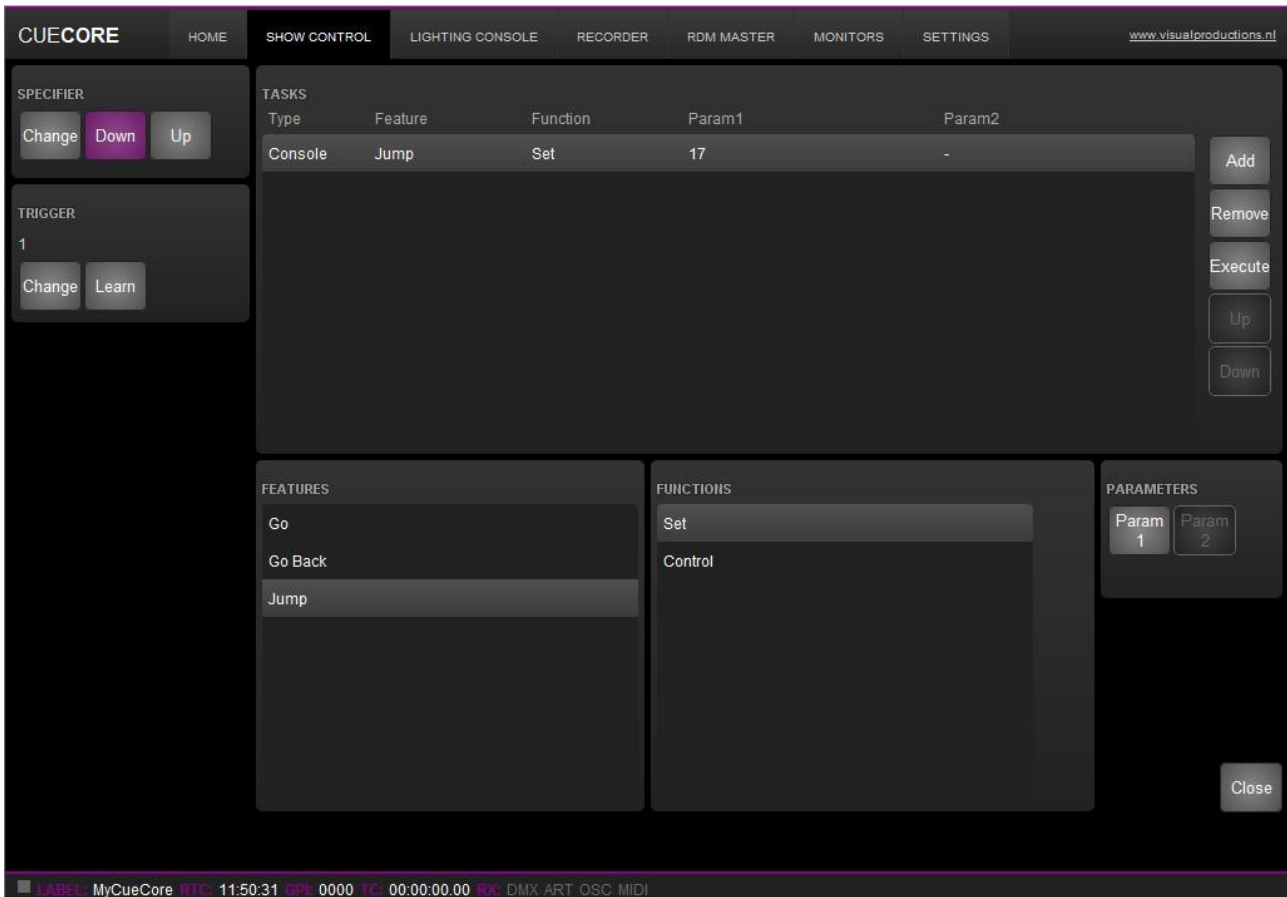 CUECORE HOME SHOW CONTROL LIGHTING CONSOLE RECORDER RDM MASTER MONITORS SETTINGS www.visualproductions.nl
SPECIFIER
Change Down Up
TRIGGER
1
Change Learn
TASKS
Type Feature Function Param1 Param2
Console Jump Set 17 -
Add
Remove
Execute
Up
Down
FEATURES
Go
Go Back
Jump
FUNCTIONS
Set
Control
PARAMETERS
Param 1
Param 2
Close
LABEL: MyCueCore RTC: 11:50:31 GPI: 0000 TC: 00:00:00.00 RX: DMX ART OSC MIDI